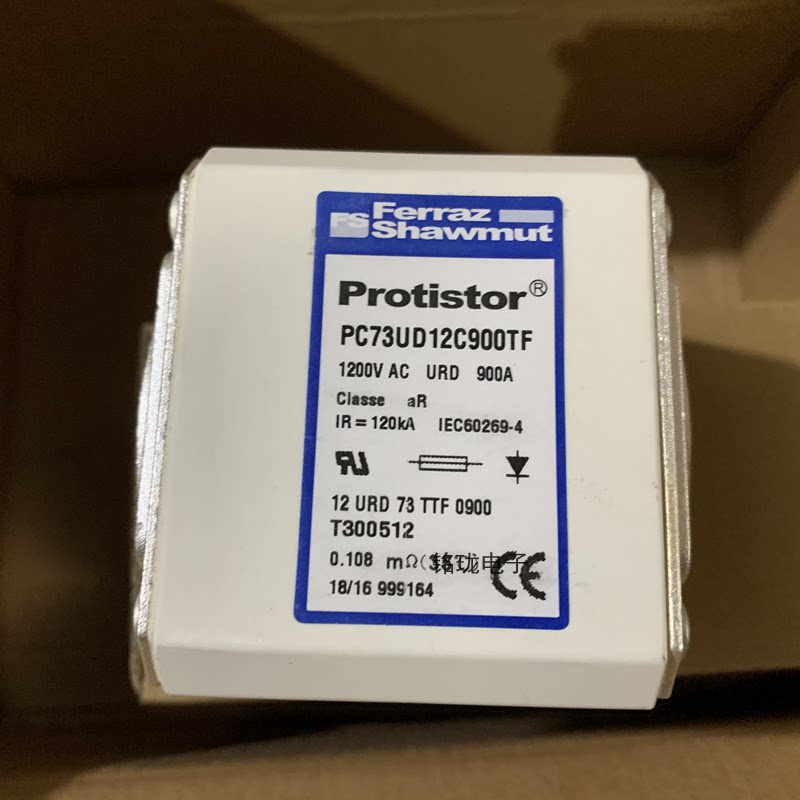 FS Ferraz
Shawmut
Protistor®
PC73UD12C900TF
1200V AC URD 900A
Classe aR
IR = 120kA IEC60269-4
12 URD 73 TTF 0900
T300512
0.108 mΩ(
铭珑电子
CE
18/16 999164